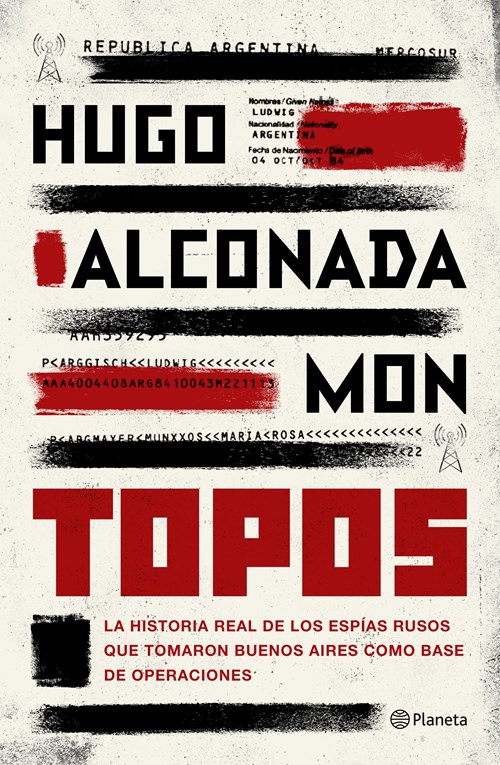 REPUBLICA ARGENTINA MERCOSUR
HUGO
Nombres / Given Names
LUDWIG
Nacionalidad / Nationality
ARGENTINA
Fecha de Nacimiento / Date of Birth
04 OCT/OCT 84
ALCONADA
AAH559295
P<ARGGISCH<<LUDWIG<<<<<<<<<
AAA4004408ARG8410043M221113
MON
P<ARGMAYER<MUNXXOS<<MARIA<ROSA<<<<<<<<<<<<<<
<<22
TOPOS
LA HISTORIA REAL DE LOS ESPÍAS RUSOS
QUE TOMARON BUENOS AIRES COMO BASE
DE OPERACIONES
Planeta